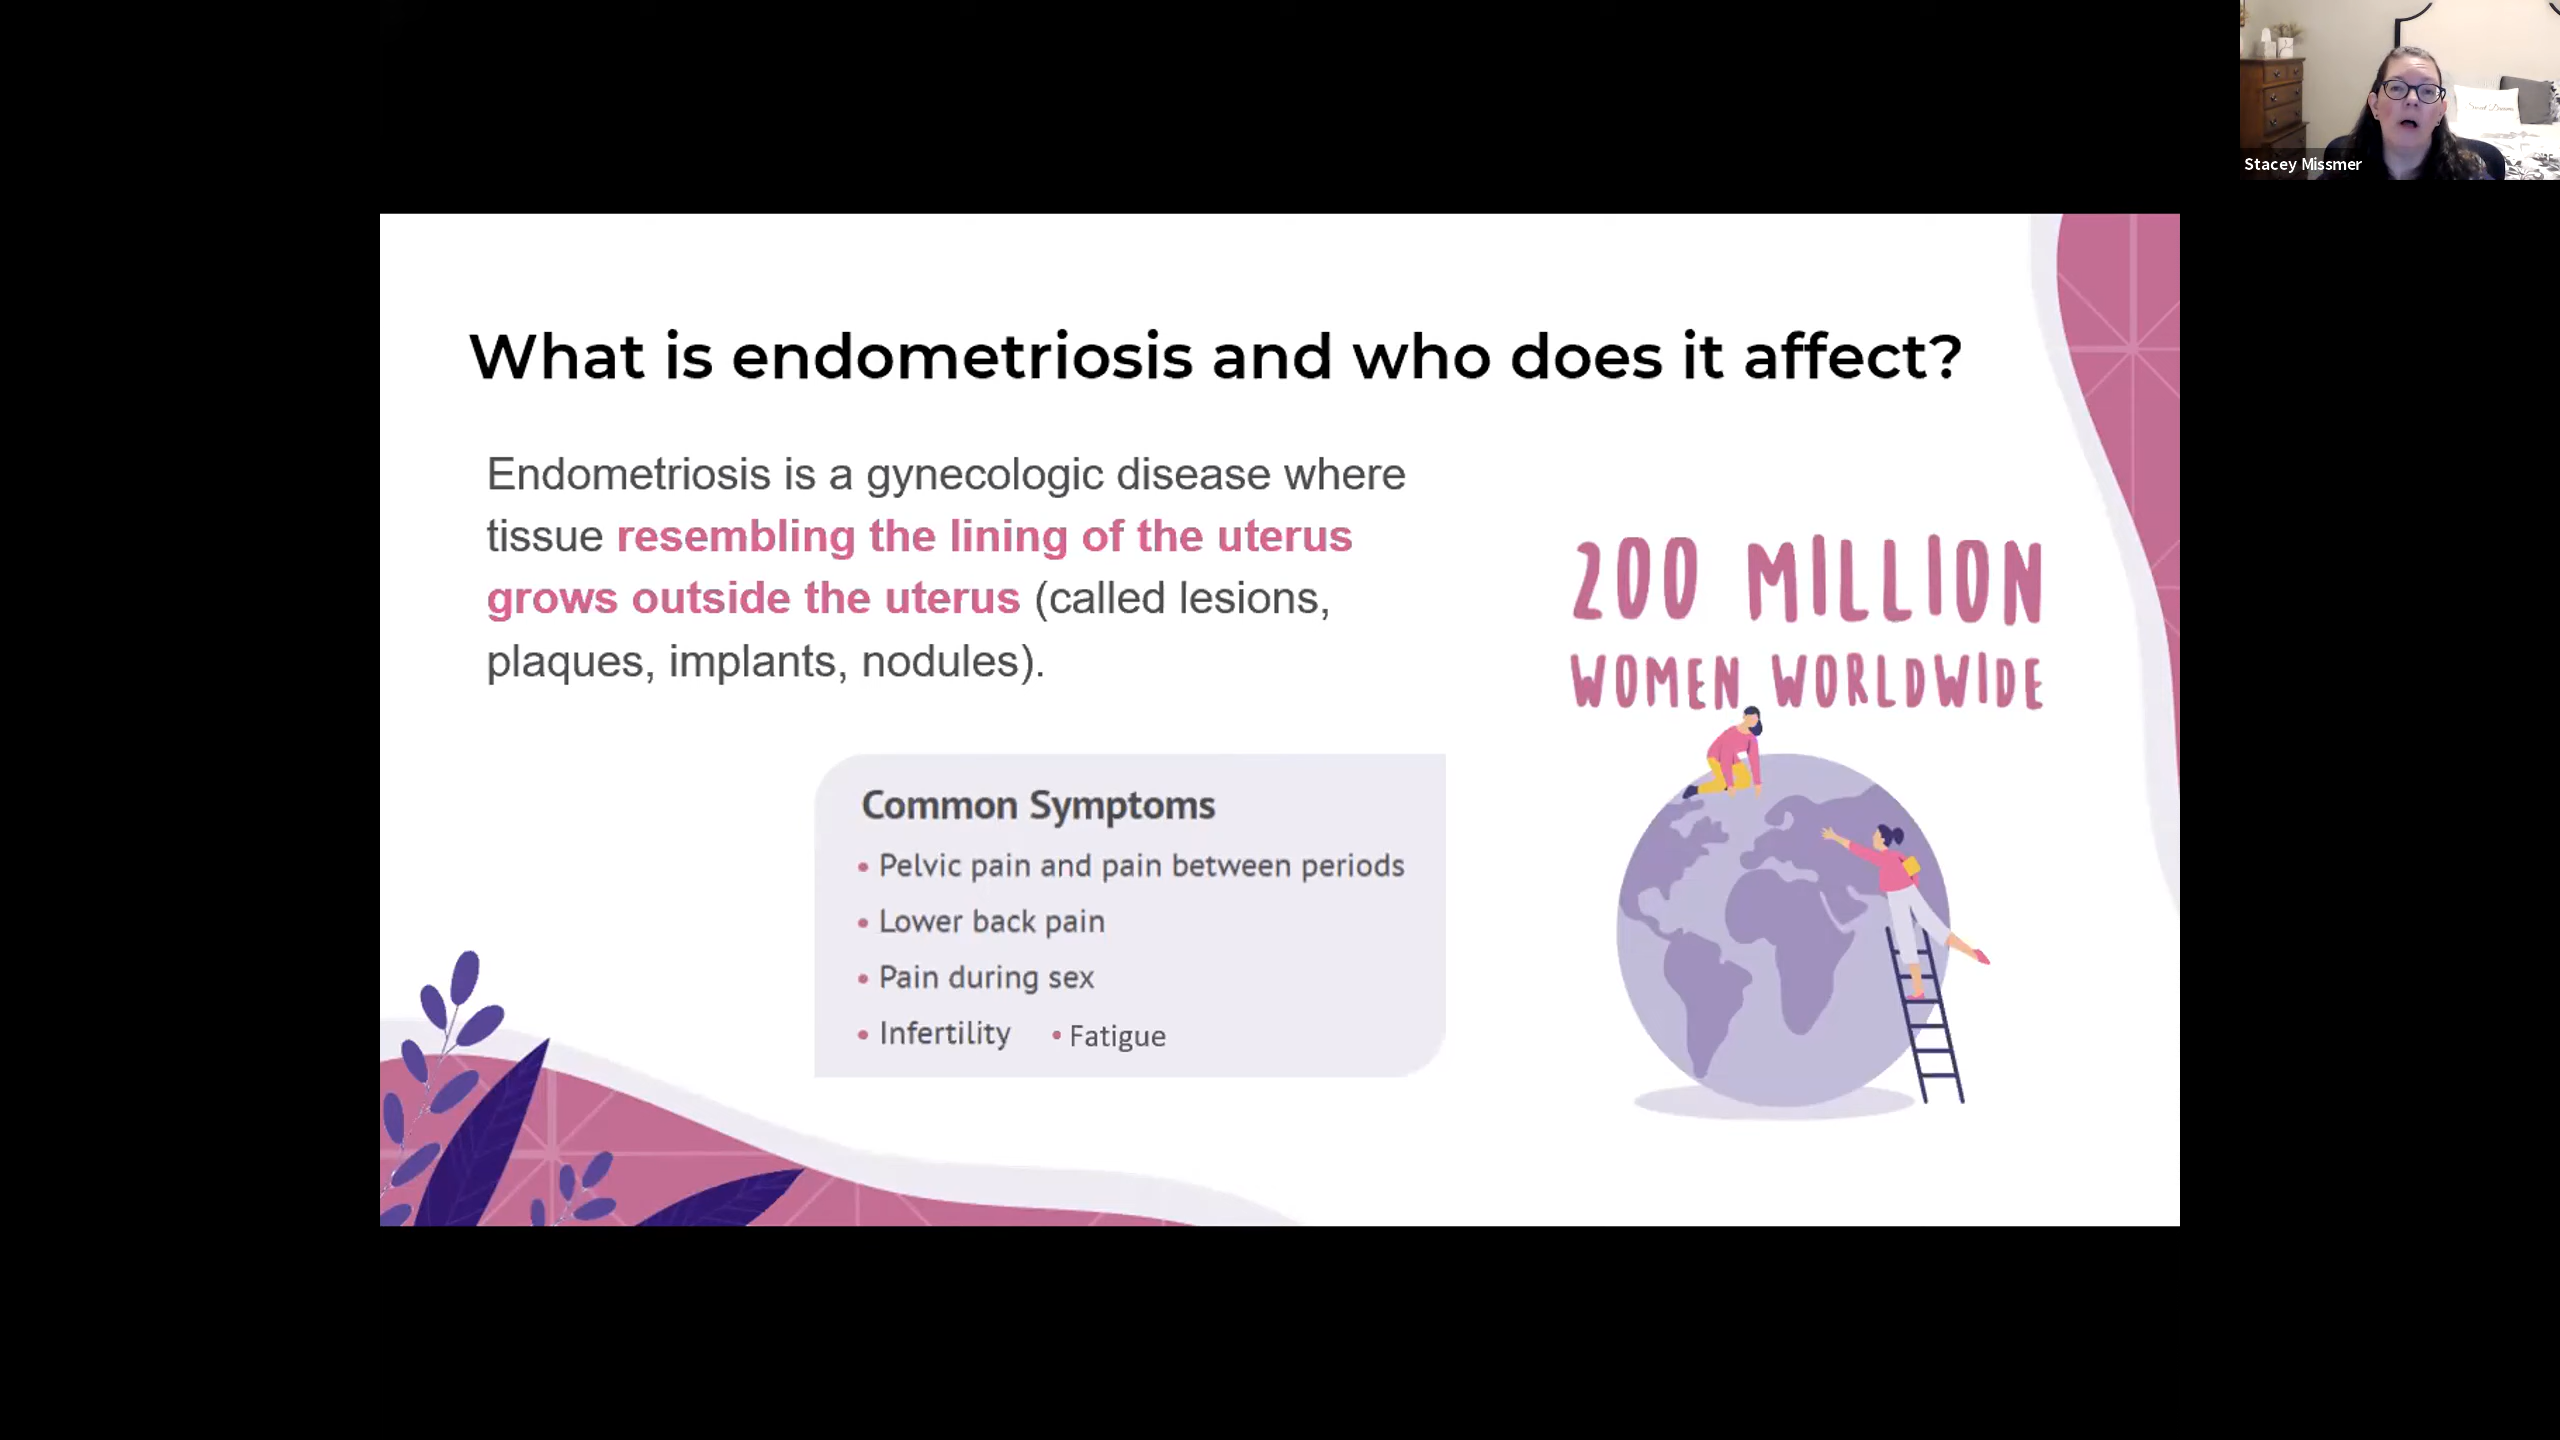 Stacey Missmer
What is endometriosis and who does it affect?
Endometriosis is a gynecologic disease where
tissue resembling the lining of the uterus
grows outside the uterus (called lesions,
plaques, implants, nodules).
200 MILLION
WOMEN WORLDWIDE
Common Symptoms
• Pelvic pain and pain between periods
• Lower back pain
• Pain during sex
• Infertility • Fatigue